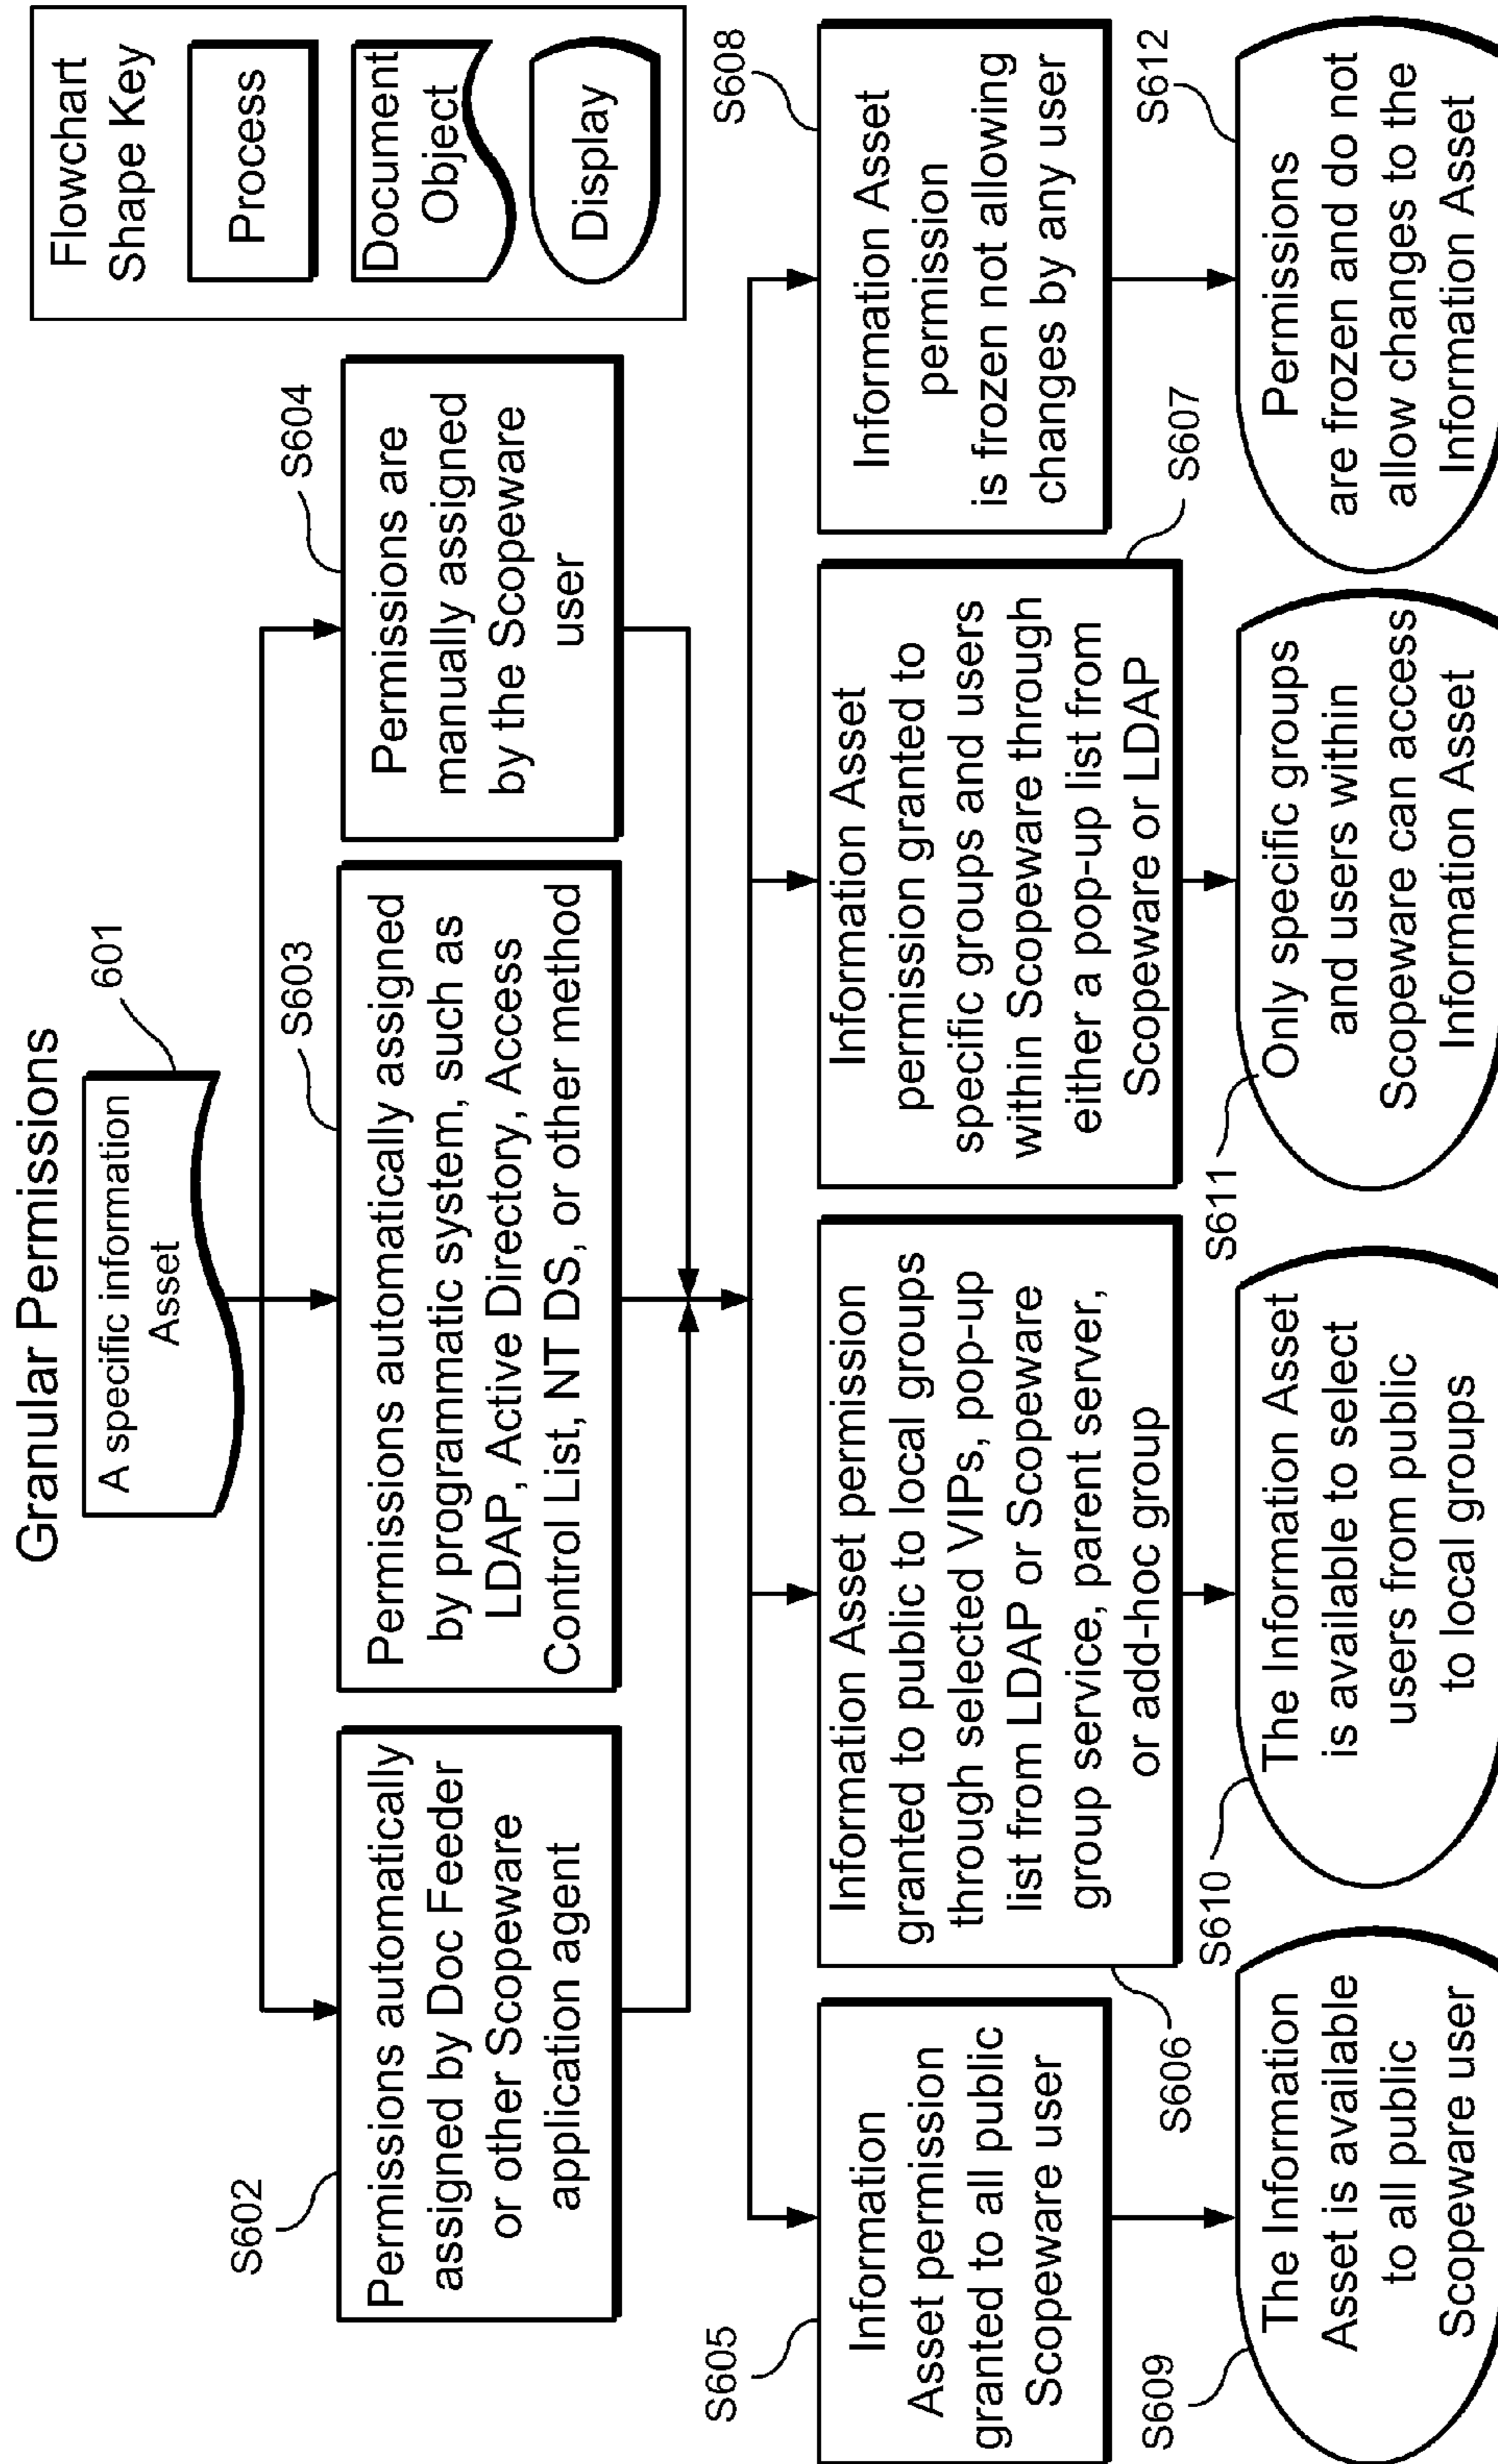 Granular Permissions
Flowchart
Shape Key
Process
Document
Object
Display
601
A specific information
Asset
S602
Permissions automatically
assigned by Doc Feeder
or other Scopeware
application agent
S603
Permissions automatically assigned
by programmatic system, such as
LDAP, Active Directory, Access
Control List, NT DS, or other method
S604
Permissions are
manually assigned
by the Scopeware
user
S605
Information
Asset permission
granted to all public
Scopeware user
S606
Information Asset permission
granted to public to local groups
through selected VIPs, pop-up
list from LDAP or Scopeware
group service, parent server,
or add-hoc group
S607
Information Asset
permission granted to
specific groups and users
within Scopeware through
either a pop-up list from
Scopeware or LDAP
S608
Information Asset
permission
is frozen not allowing
changes by any user
S609
The Information
Asset is available
to all public
Scopeware user
S610
The Information Asset
is available to select
users from public
to local groups
S611
Only specific groups
and users within
Scopeware can access
Information Asset
S612
Permissions
are frozen and do not
allow changes to the
Information Asset